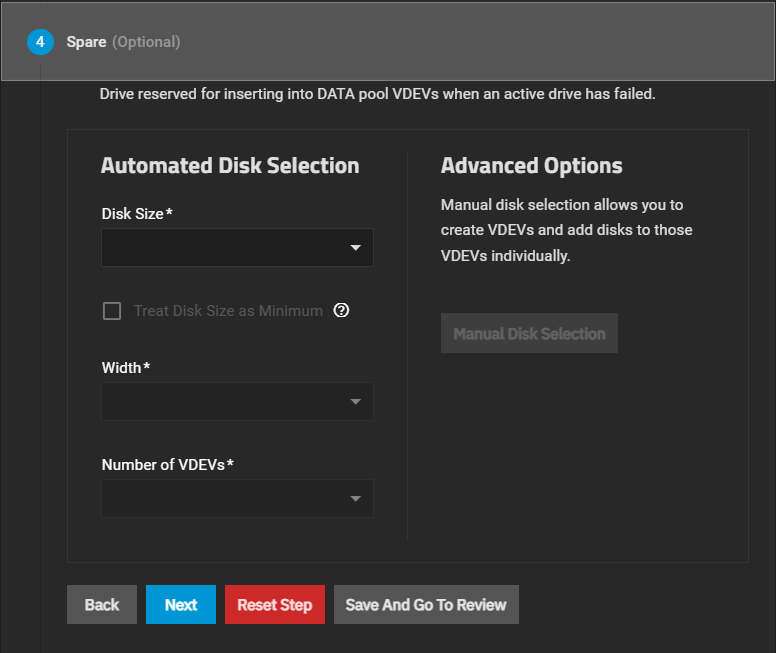 4 Spare (Optional)
Drive reserved for inserting into DATA pool VDEVs when an active drive has failed.
Automated Disk Selection
Disk Size*
Treat Disk Size as Minimum ?
Width*
Number of VDEVs*
Advanced Options
Manual disk selection allows you to
create VDEVs and add disks to those
VDEVs individually.
Manual Disk Selection
Back Next Reset Step Save And Go To Review